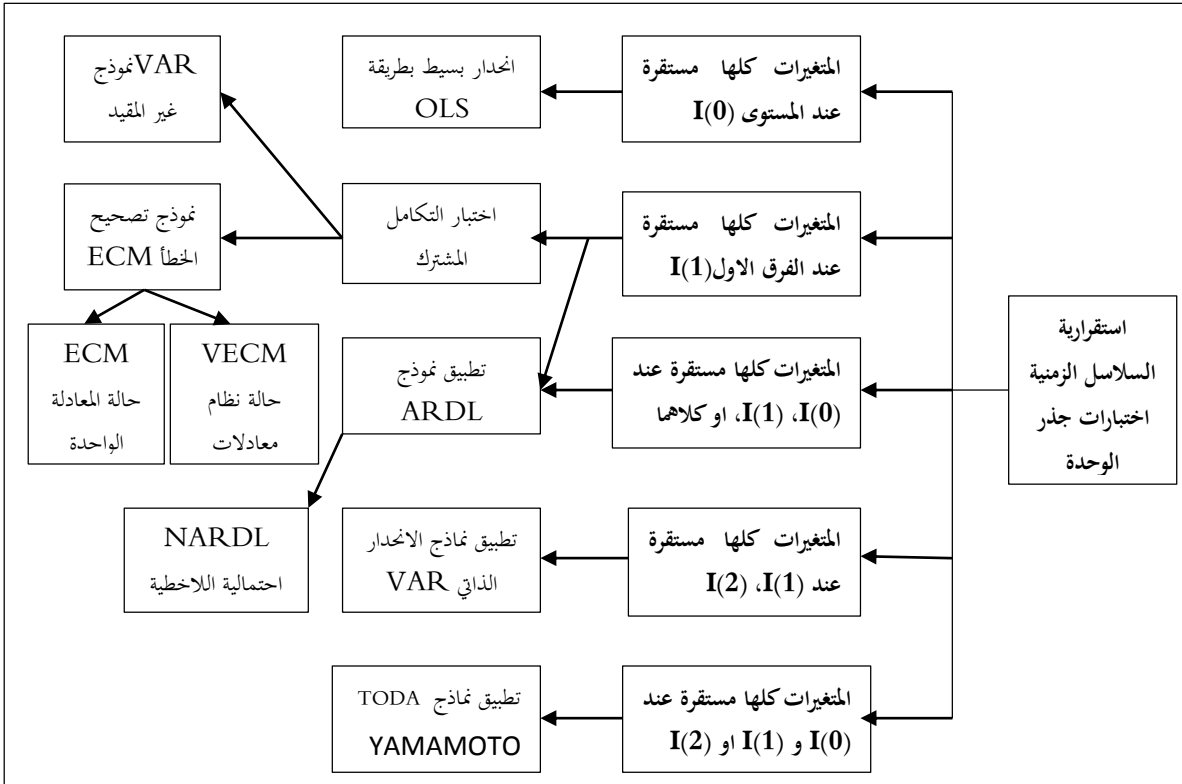 استقرارية
السلاسل الزمنية
اختبارات جذر
الوحدة
المتغيرات كلها مستقرة
عند المستوى I(0)
انحدار بسيط بطريقة
OLS
المتغيرات كلها مستقرة
عند الفرق الاول I(1)
اختبار التكامل
المشترك
VAR نموذج
غير المقيد
نموذج تصحيح
الخطأ ECM
VECM
حالة نظام
معادلات
ECM
حالة المعادلة
الواحدة
المتغيرات كلها مستقرة عند
I(0)، I(1)، او كلاهما
تطبيق نموذج
ARDL
NARDL
احتمالية اللاخطية
المتغيرات كلها مستقرة
عند I(1)، I(2)
تطبيق نماذج الانحدار
الذاتي VAR
المتغيرات كلها مستقرة عند
I(0) و I(1) او I(2)
تطبيق نماذج TODA
YAMAMOTO